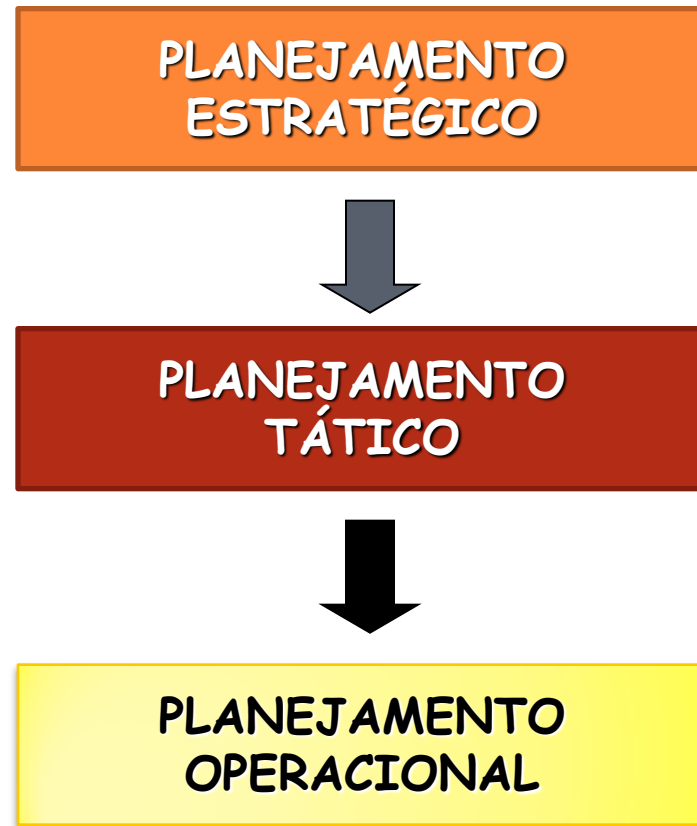 PLANEJAMENTO
ESTRATÉGICO
PLANEJAMENTO
TÁTICO
PLANEJAMENTO
OPERACIONAL